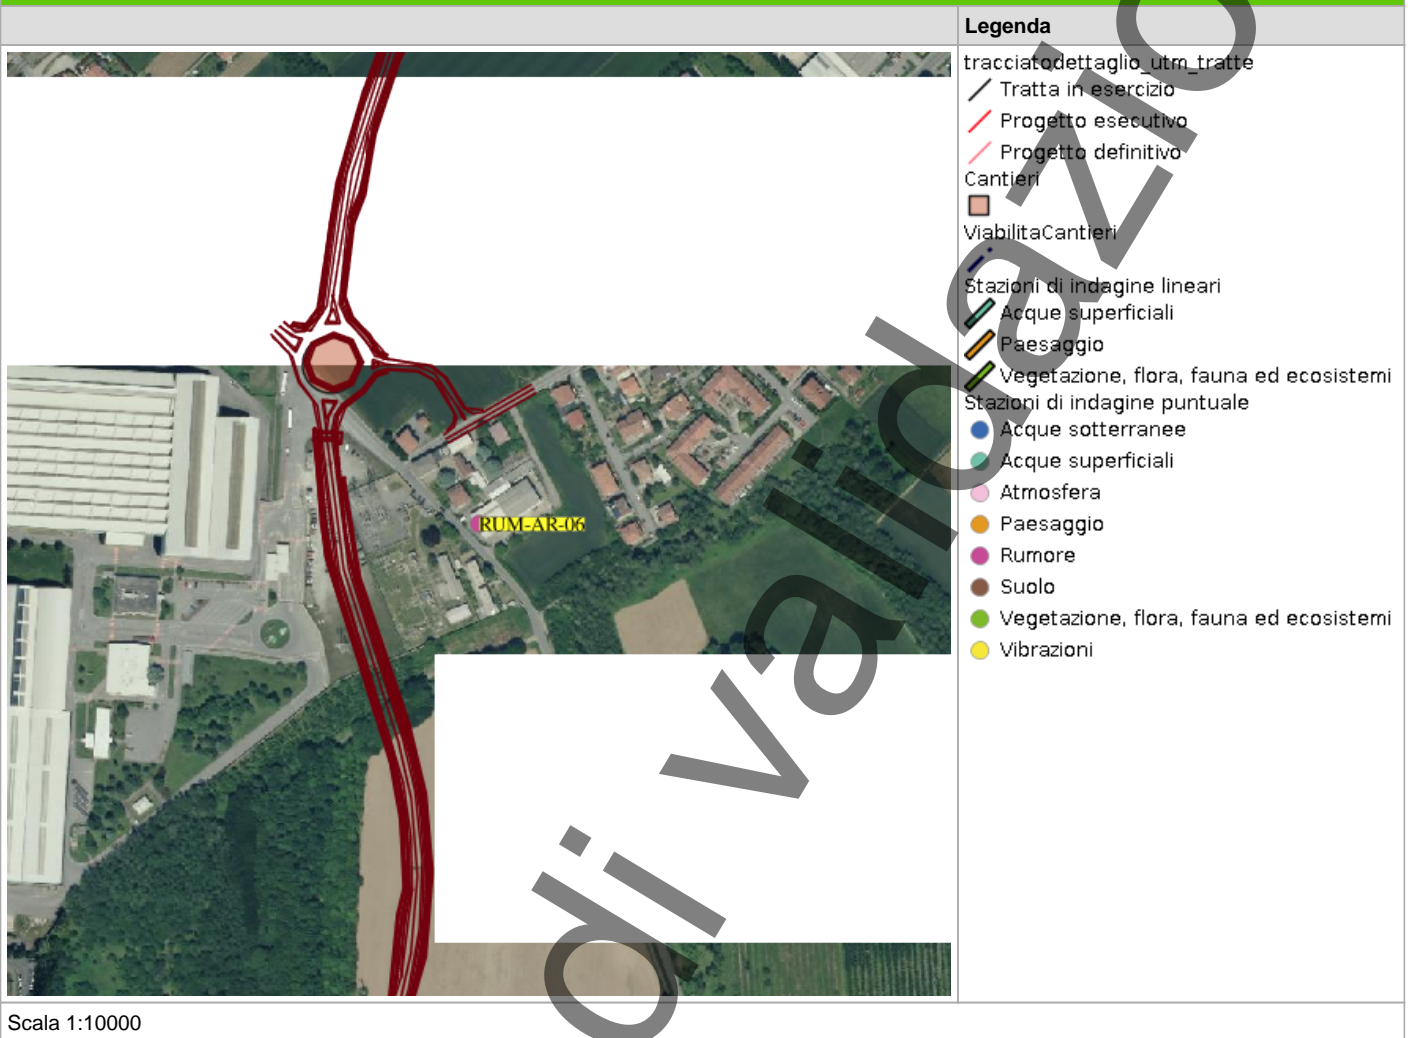 Legenda
tracciatodettaglio_utm_tratte
Tratta in esercizio
Progetto esecutivo
Progetto definitivo
Cantieri
ViabilitaCantieri
Stazioni di indagine lineari
Acque superficiali
Paesaggio
Vegetazione, flora, fauna ed ecosistemi
Stazioni di indagine puntuale
Acque sotterranee
Acque superficiali
Atmosfera
Paesaggio
Rumore
Suolo
Vegetazione, flora, fauna ed ecosistemi
Vibrazioni
RUM-AR-06
di validazio
Scala 1:10000